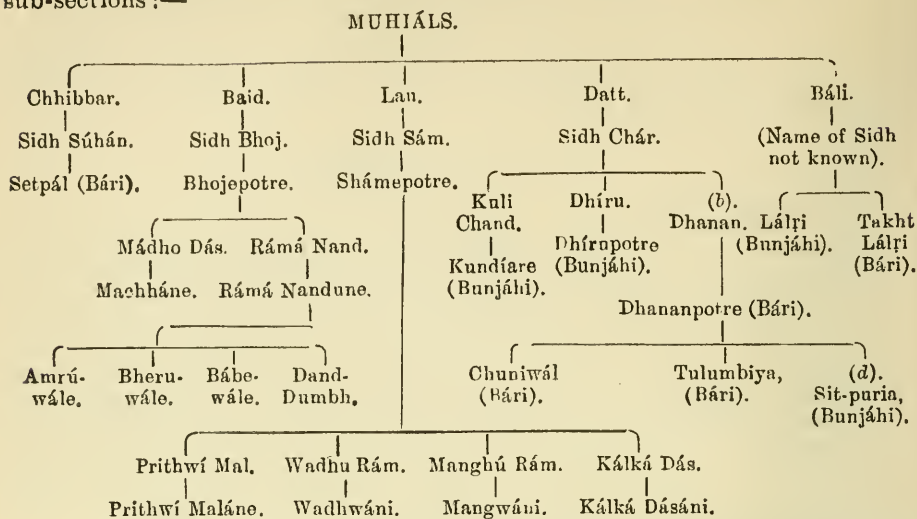 sub-sections:—
MUHIÁLS.
Chhibbar. Baid. Lau. Datt. Báli.
Sidh Súhán. Sidh Bhoj. Sidh Sám. Sidh Chár. (Name of Sidh
not known).
Setpál (Bári). Bhojepotre. Shámepotre.
Kuli Dhíru. (b). Lálṛi Takht
Chand. Dhanan. (Bunjáhi). Lálṛi
(Bári).
Mádho Dás. Rámá Nand. Kundíare Dhírupotre
(Bunjáhi). (Bunjáhi).
Machháne. Rámá Nandune. Dhananpotre (Bári).
Amrú- Bheru- Bábe- Dand- Chuniwál Tulumbiya, (d).
wále. wále. wále. Dumbh. (Bári). (Bári). Sit-puria,
(Bunjáhi).
Prithwí Mal. Wadhu Rám. Manghú Rám. Kálká Dás.
Prithwí Maláne. Wadhwáni. Mangwáni. Kálká Dásáni.